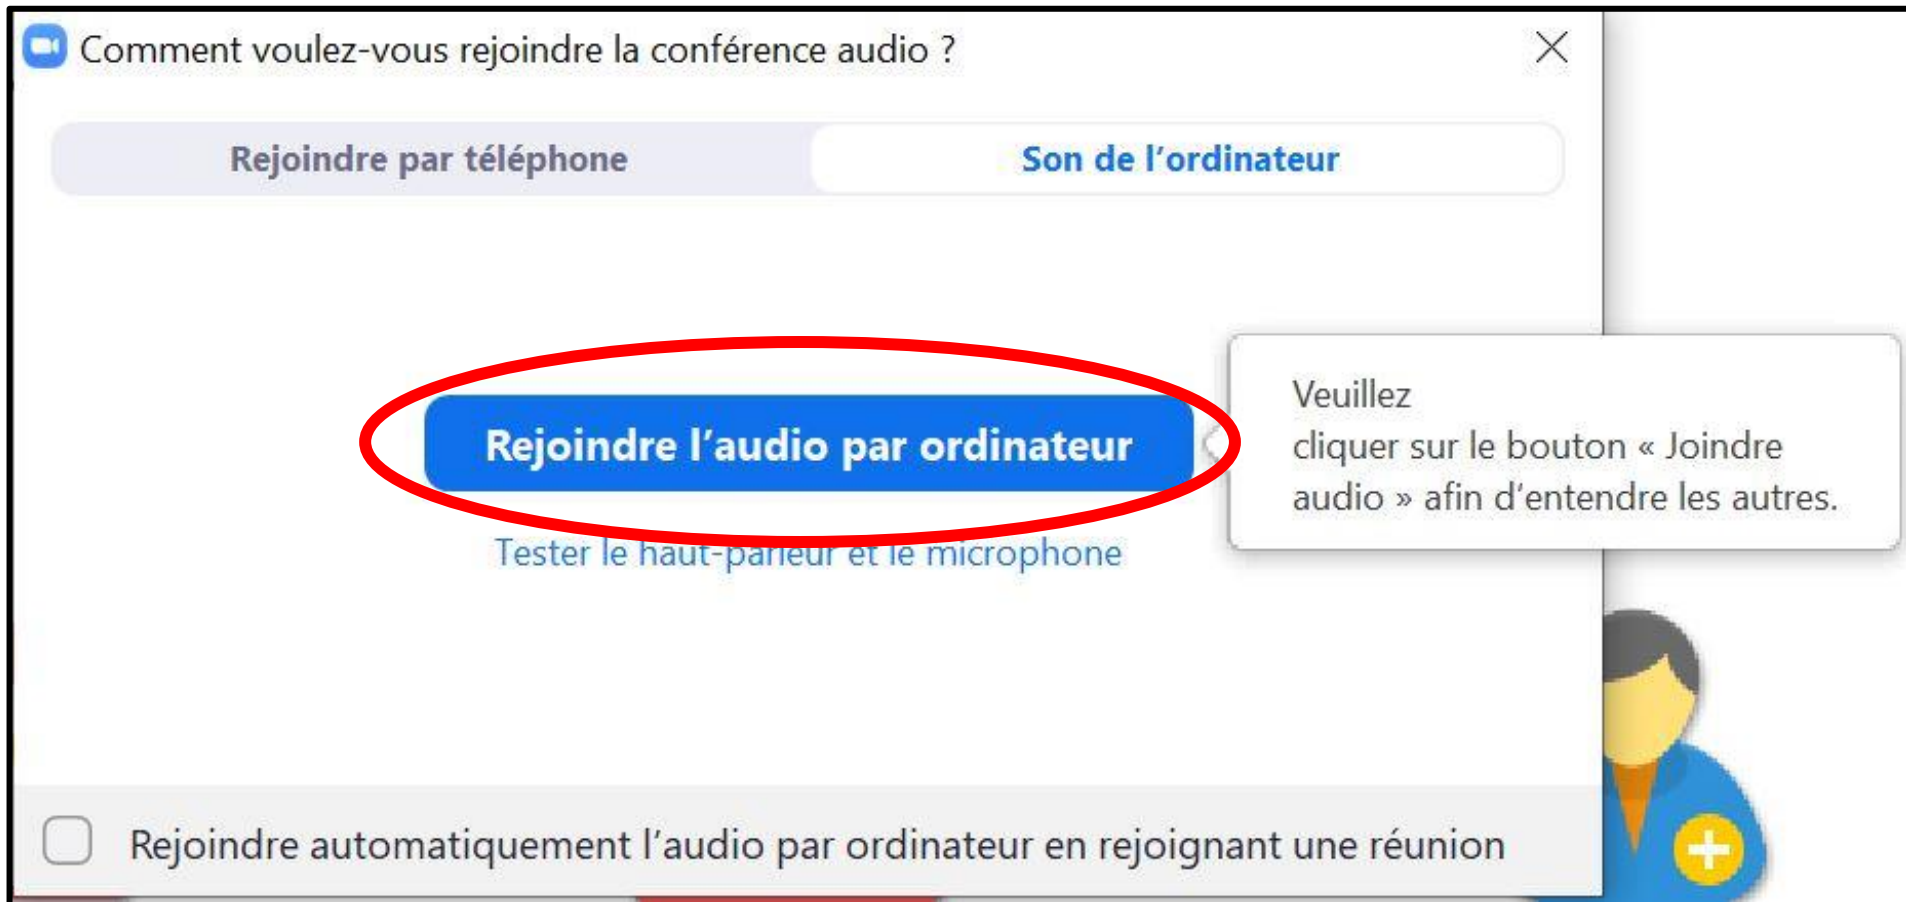 Comment voulez-vous rejoindre la conférence audio ?
Rejoindre par téléphone
Son de l’ordinateur
Rejoindre l’audio par ordinateur
Veuillez
cliquer sur le bouton « Joindre
audio » afin d’entendre les autres.
Tester le haut-parleur et le microphone
Rejoindre automatiquement l’audio par ordinateur en rejoignant une réunion